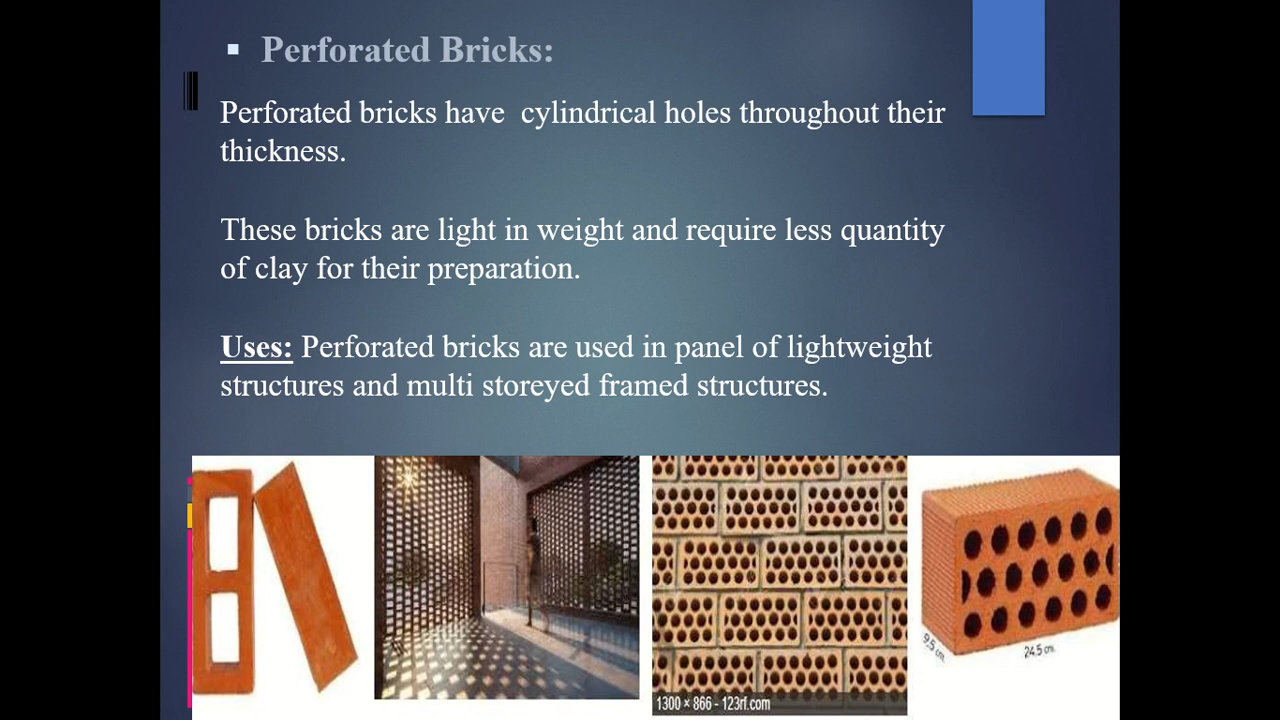 ▪ Perforated Bricks:
Perforated bricks have  cylindrical holes throughout their
thickness.
These bricks are light in weight and require less quantity
of clay for their preparation.
Uses: Perforated bricks are used in panel of lightweight
structures and multi storeyed framed structures.
9,5 cm.
24.5 cm.
1300 × 866 - 123rf.com